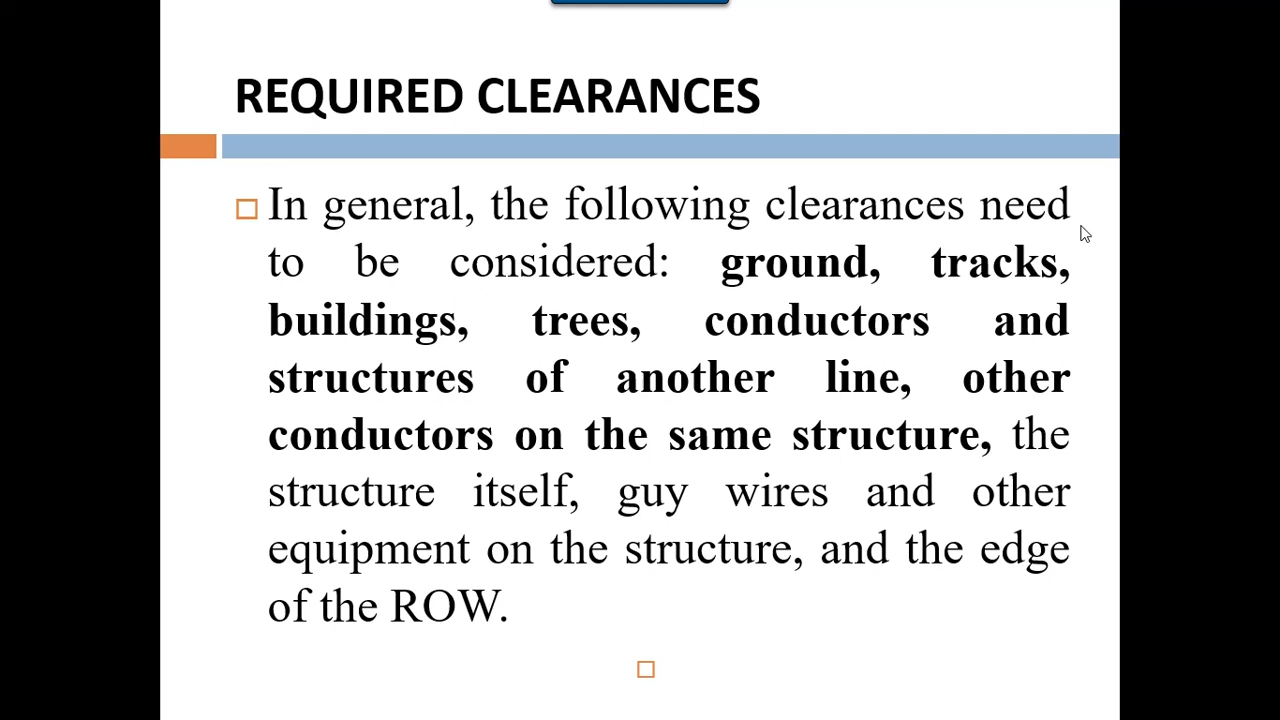 REQUIRED CLEARANCES
In general, the following clearances need
to be considered: ground, tracks,
buildings, trees, conductors and
structures of another line, other
conductors on the same structure, the
structure itself, guy wires and other
equipment on the structure, and the edge
of the ROW.